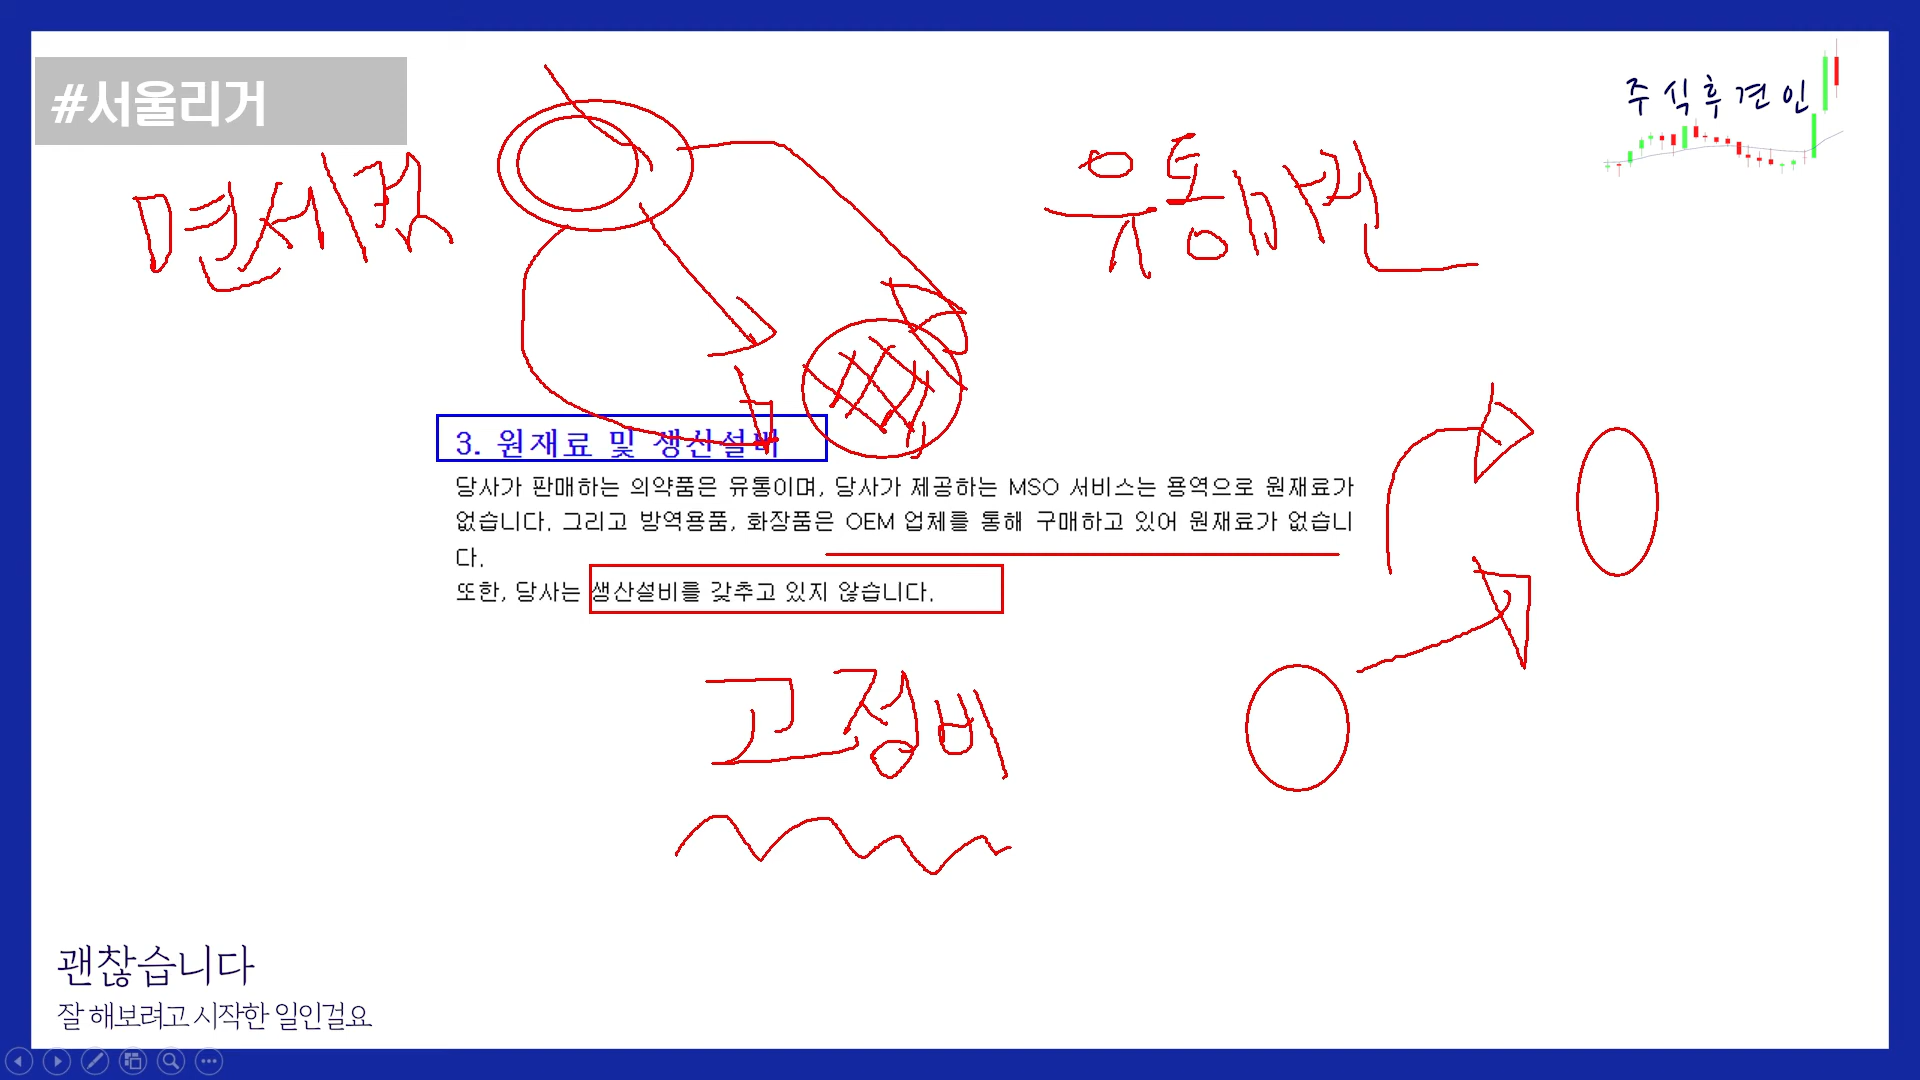 #서울리거
주식후견인
면세점
유통마진
3. 원재료 및 생산설비
당사가 판매하는 의약품은 유통이며, 당사가 제공하는 MSO 서비스는 용역으로 원재료가
없습니다. 그리고 방역용품, 화장품은 OEM 업체를 통해 구매하고 있어 원재료가 없습니
다.
또한, 당사는 생산설비를 갖추고 있지 않습니다.
고정비
괜찮습니다
잘 해보려고 시작한 일인걸요